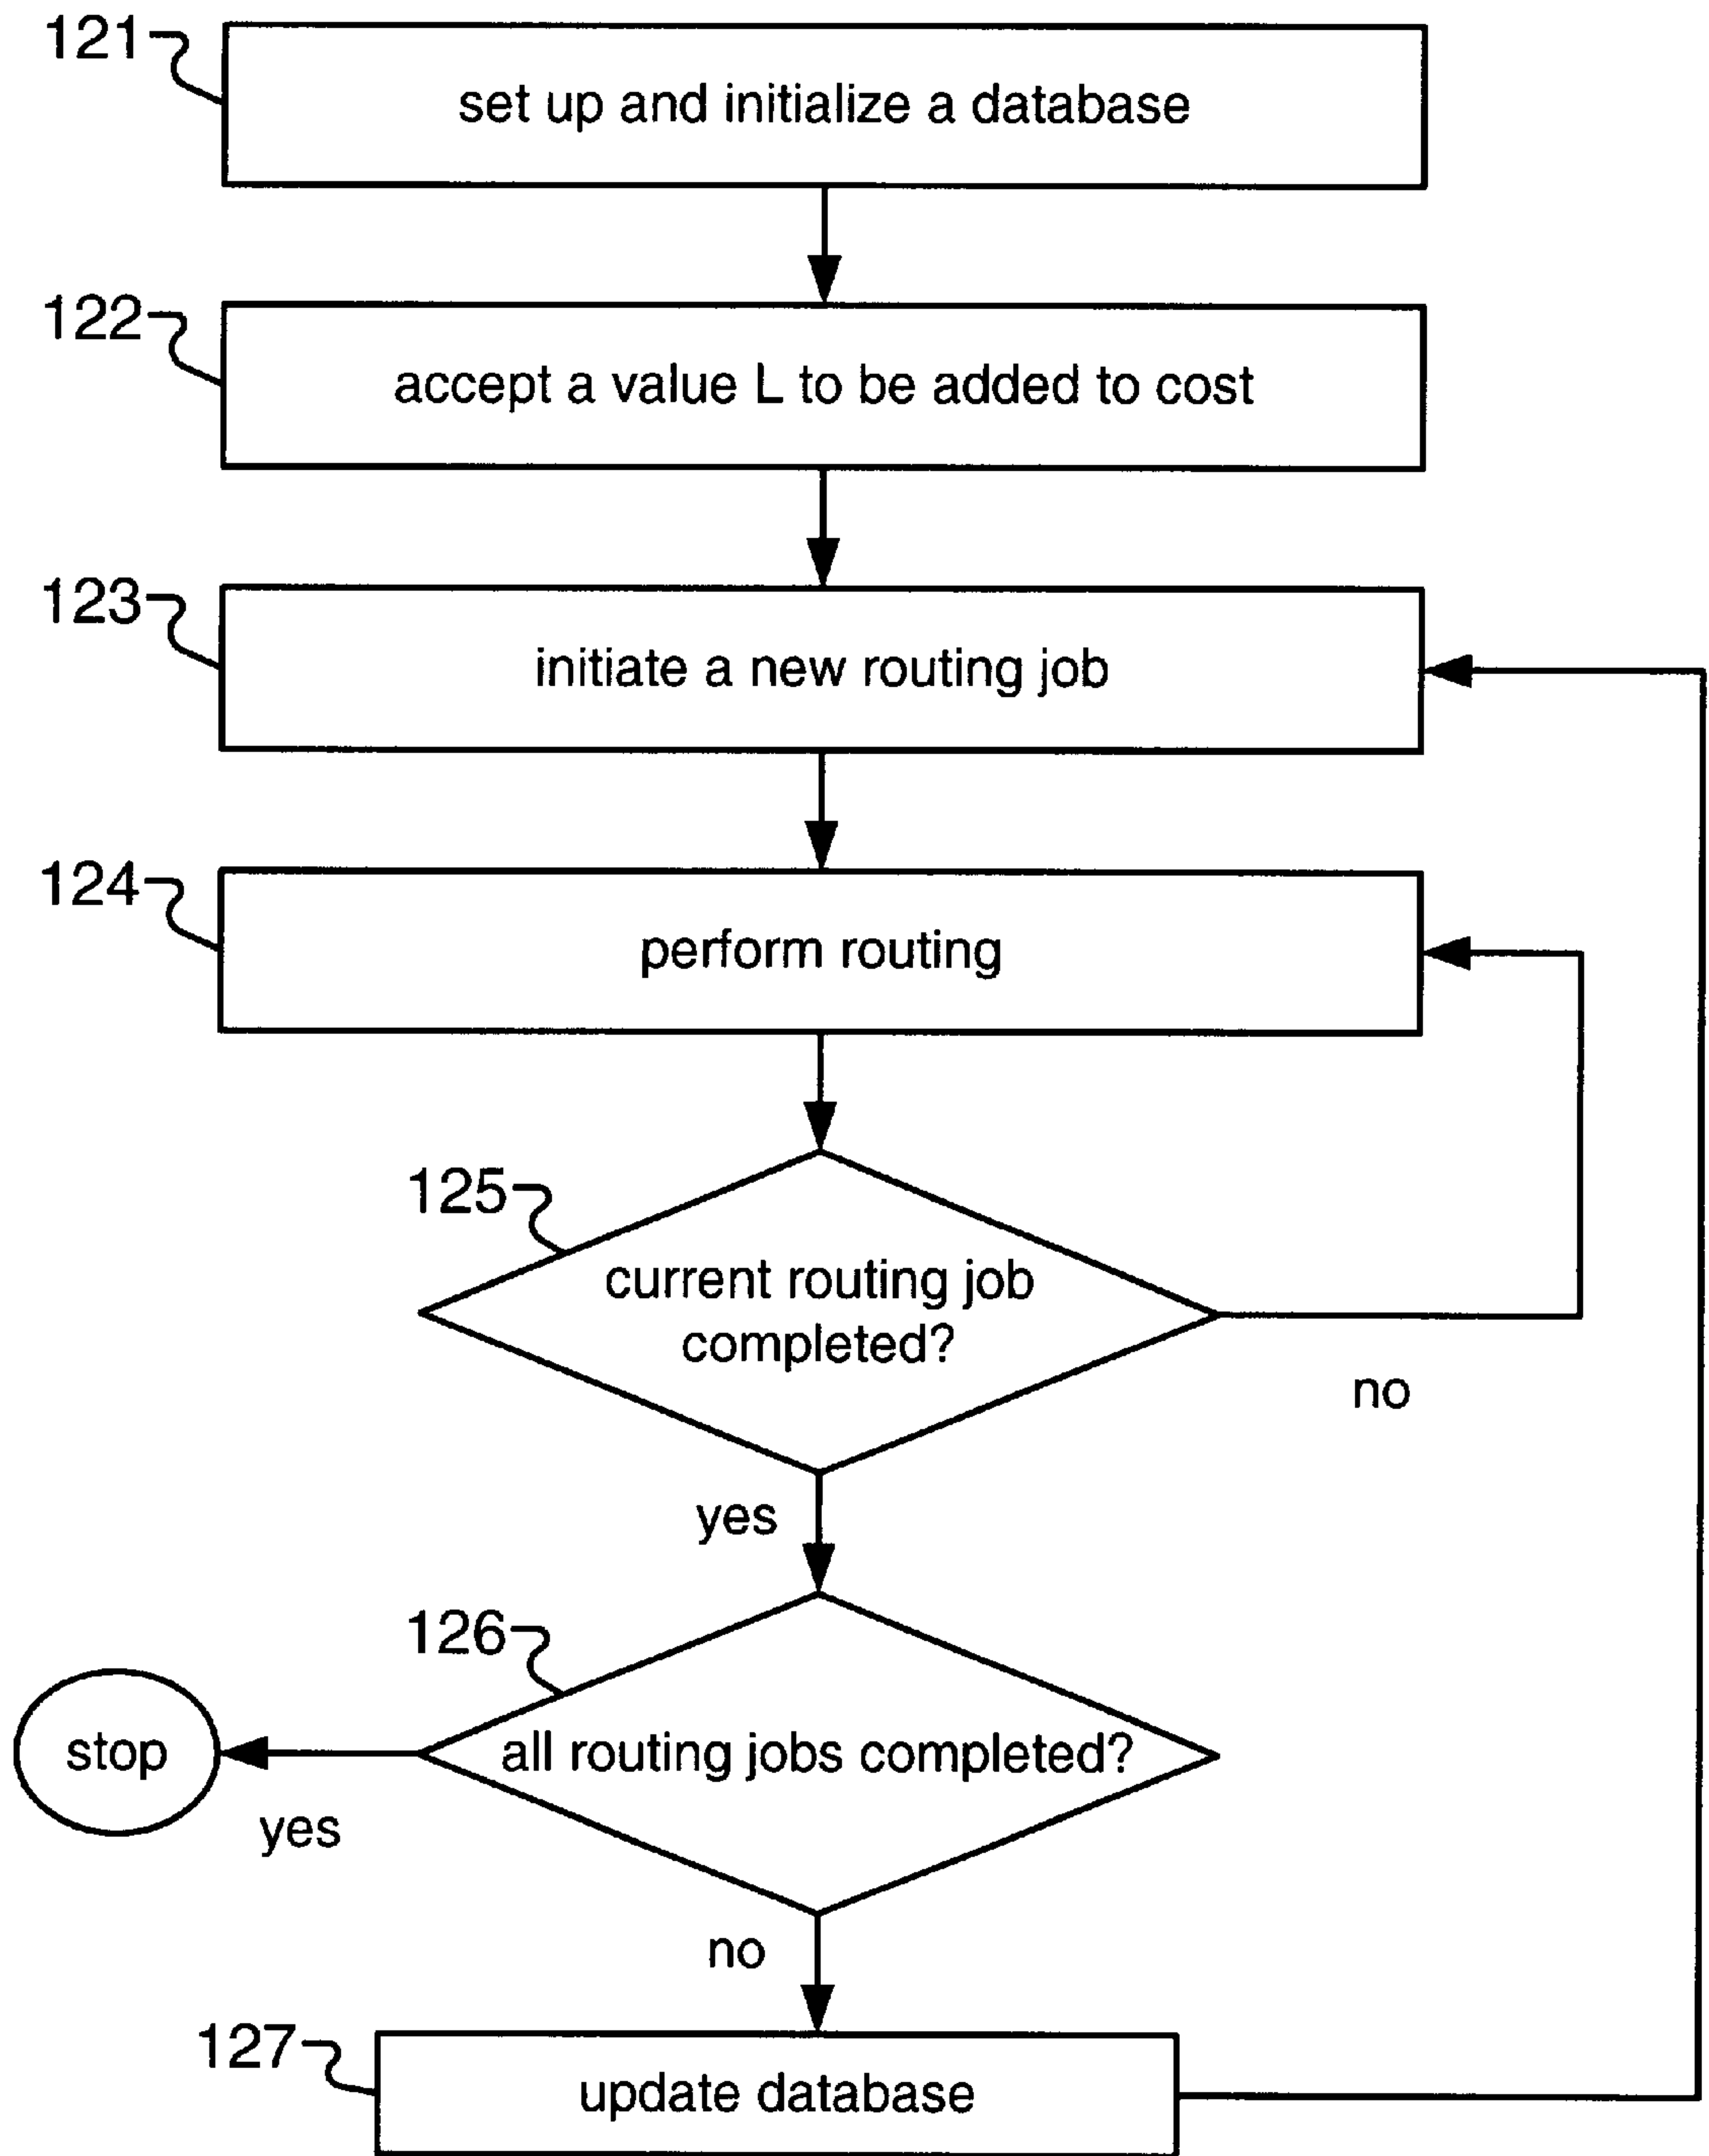 121
set up and initialize a database
122
accept a value L to be added to cost
123
initiate a new routing job
124
perform routing
125
current routing job
completed?
no
yes
126
all routing jobs completed?
stop
yes
no
127
update database